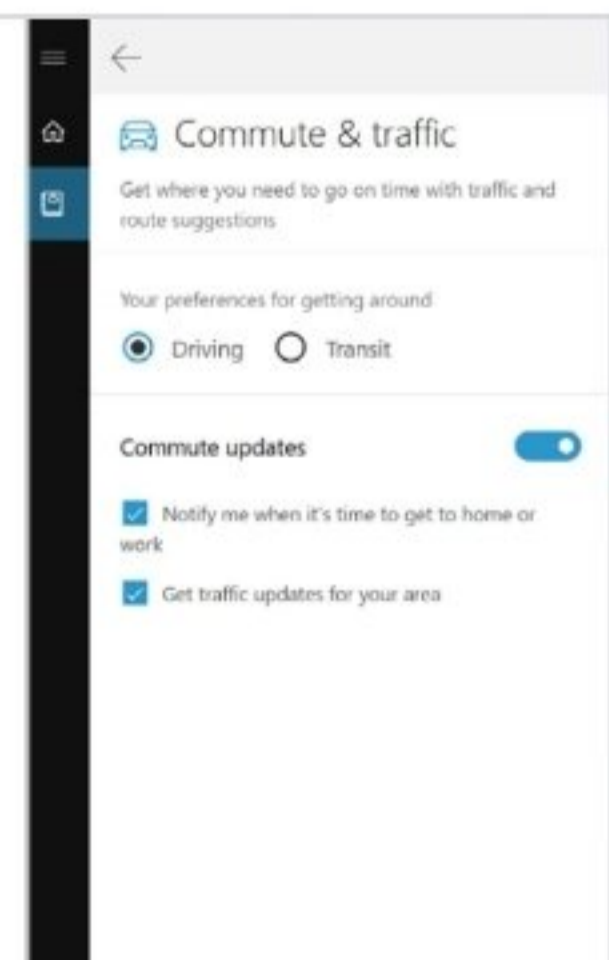 Commute & traffic
Get where you need to go on time with traffic and
route suggestions
Your preferences for getting around
Driving Transit
Commute updates
Notify me when it's time to get to home or
work
Get traffic updates for your area